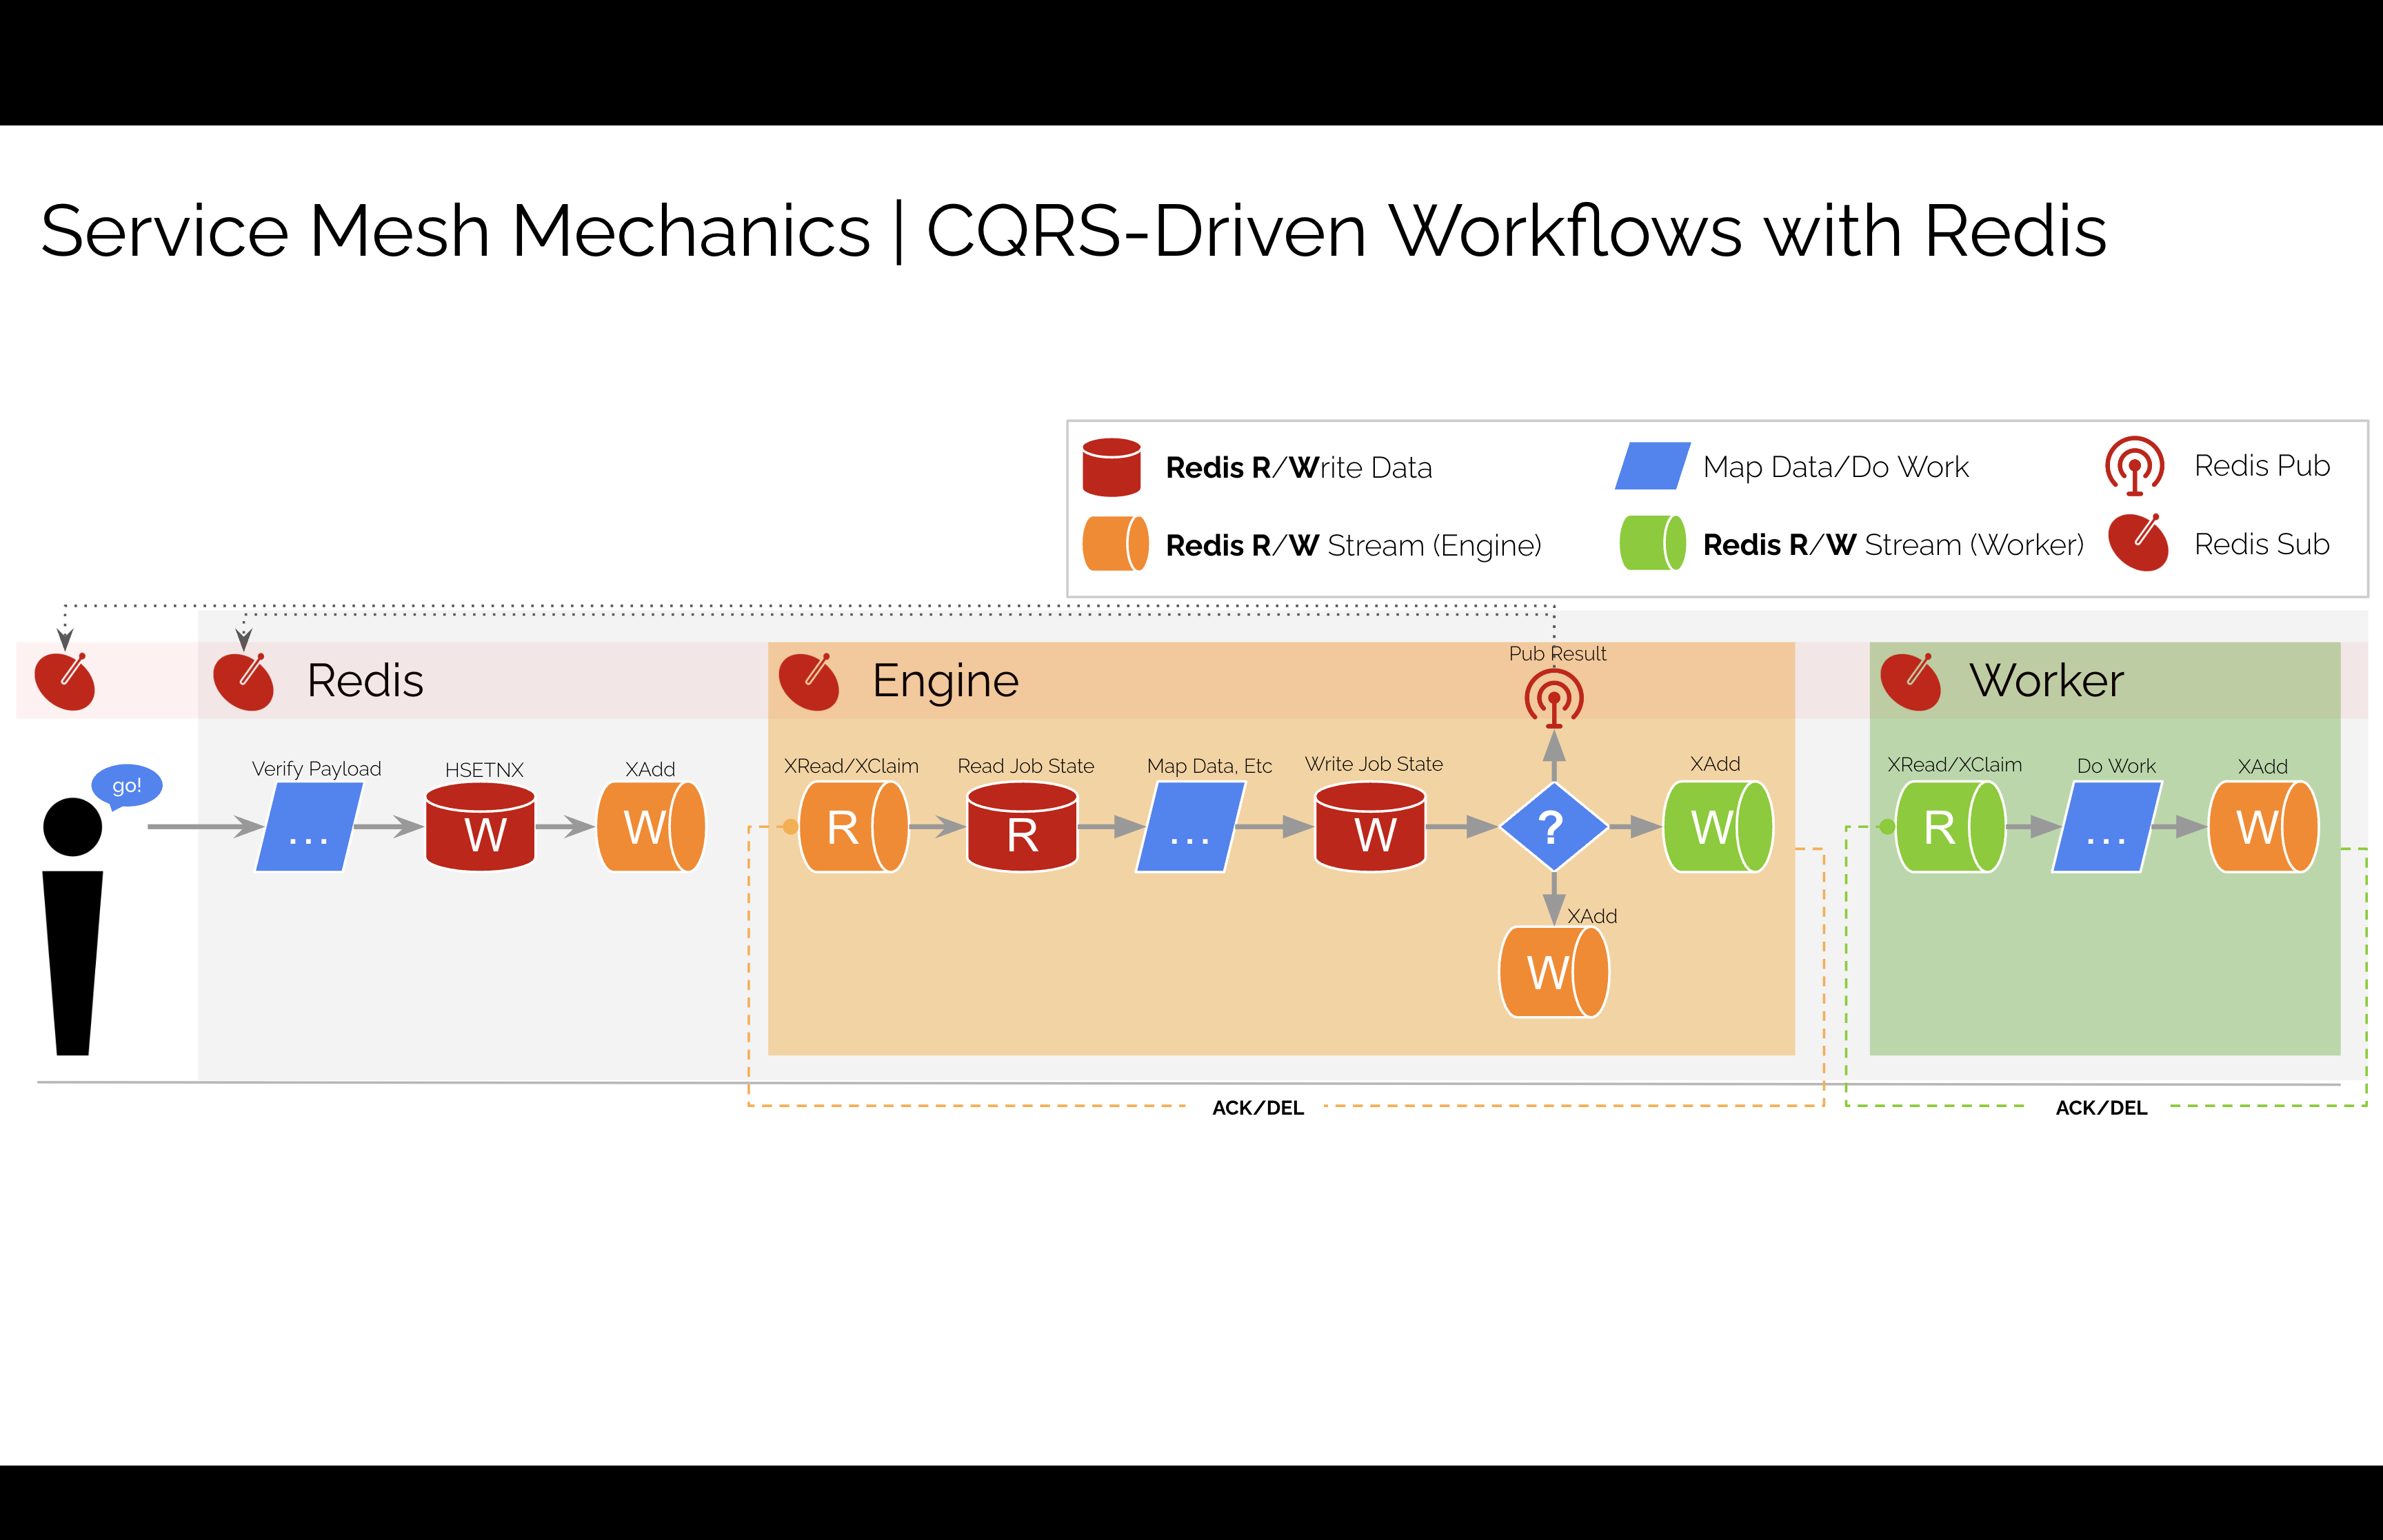 Service Mesh Mechanics | CQRS-Driven Workflows with Redis
Redis R/Write Data
Map Data/Do Work
Redis Pub
Redis R/W Stream (Engine)
Redis R/W Stream (Worker)
Redis Sub
Redis
Engine
Pub Result
Worker
go!
Verify Payload
HSETNX
XAdd
XRead/XClaim
Read Job State
Map Data, Etc
Write Job State
XAdd
XRead/XClaim
Do Work
XAdd
...
W
W
R
R
...
W
?
W
R
...
W
XAdd
W
ACK/DEL
ACK/DEL